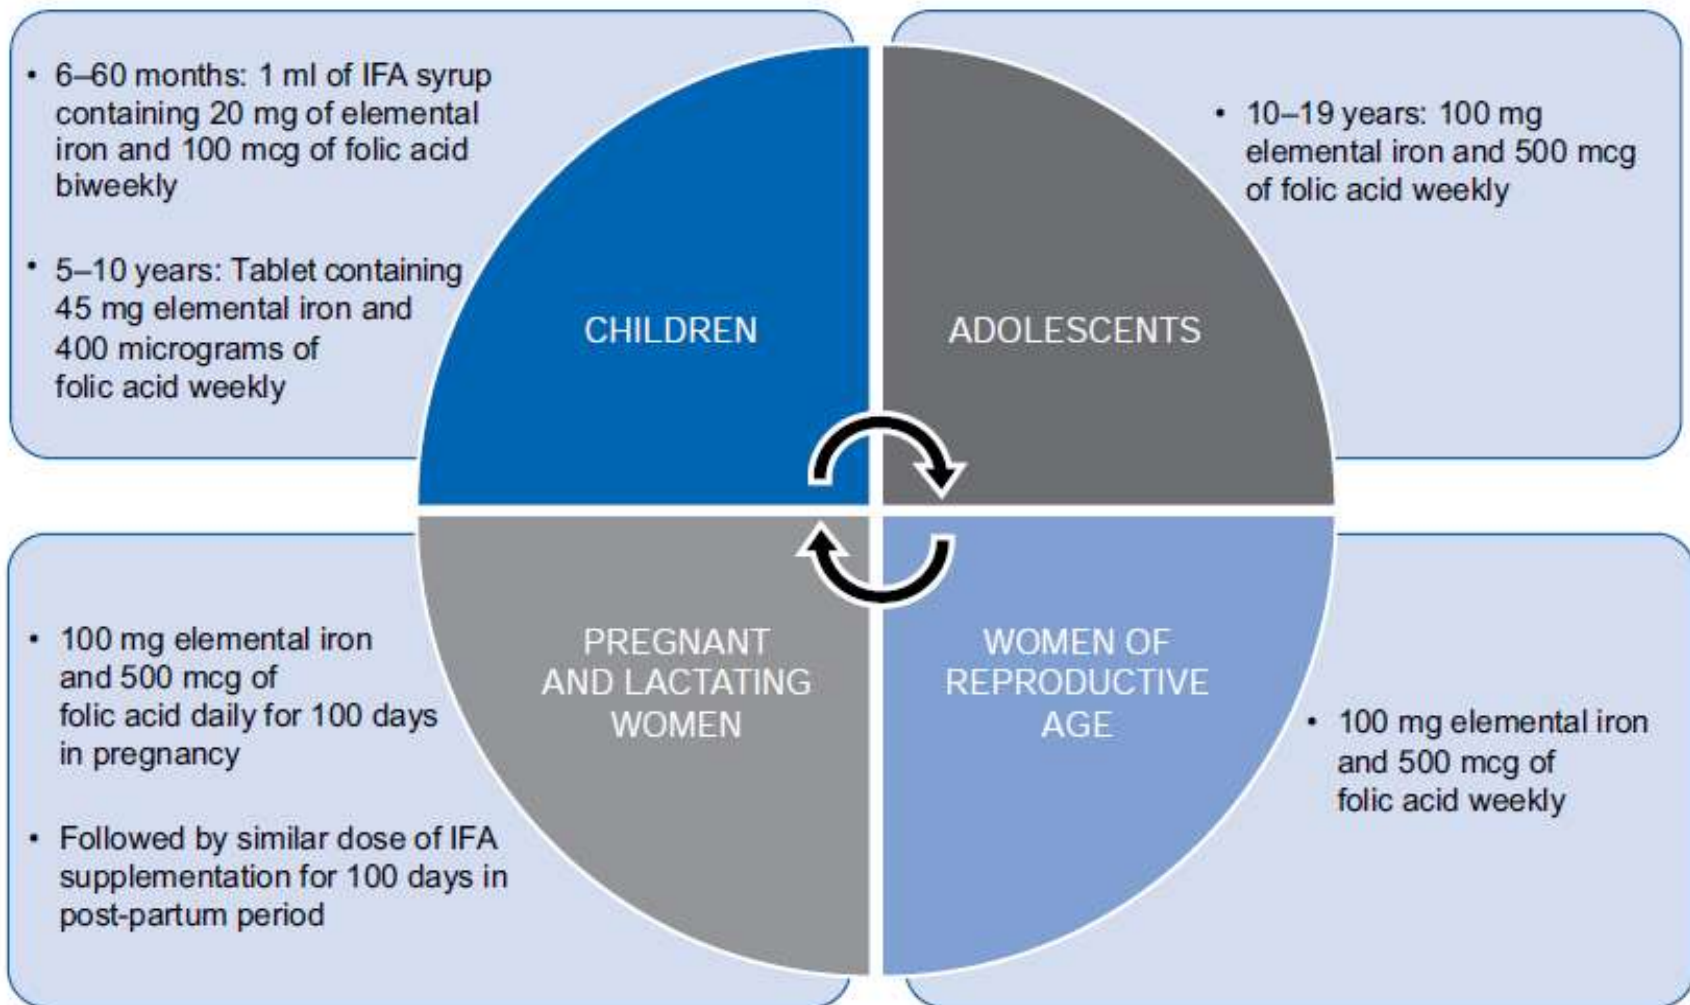 • 6–60 months: 1 ml of IFA syrup
containing 20 mg of elemental
iron and 100 mcg of folic acid
biweekly
• 5–10 years: Tablet containing
45 mg elemental iron and
400 micrograms of
folic acid weekly
CHILDREN
ADOLESCENTS
• 10–19 years: 100 mg
elemental iron and 500 mcg
of folic acid weekly
• 100 mg elemental iron
and 500 mcg of
folic acid daily for 100 days
in pregnancy
• Followed by similar dose of IFA
supplementation for 100 days in
post-partum period
PREGNANT
AND LACTATING
WOMEN
WOMEN OF
REPRODUCTIVE
AGE
• 100 mg elemental iron
and 500 mcg of
folic acid weekly